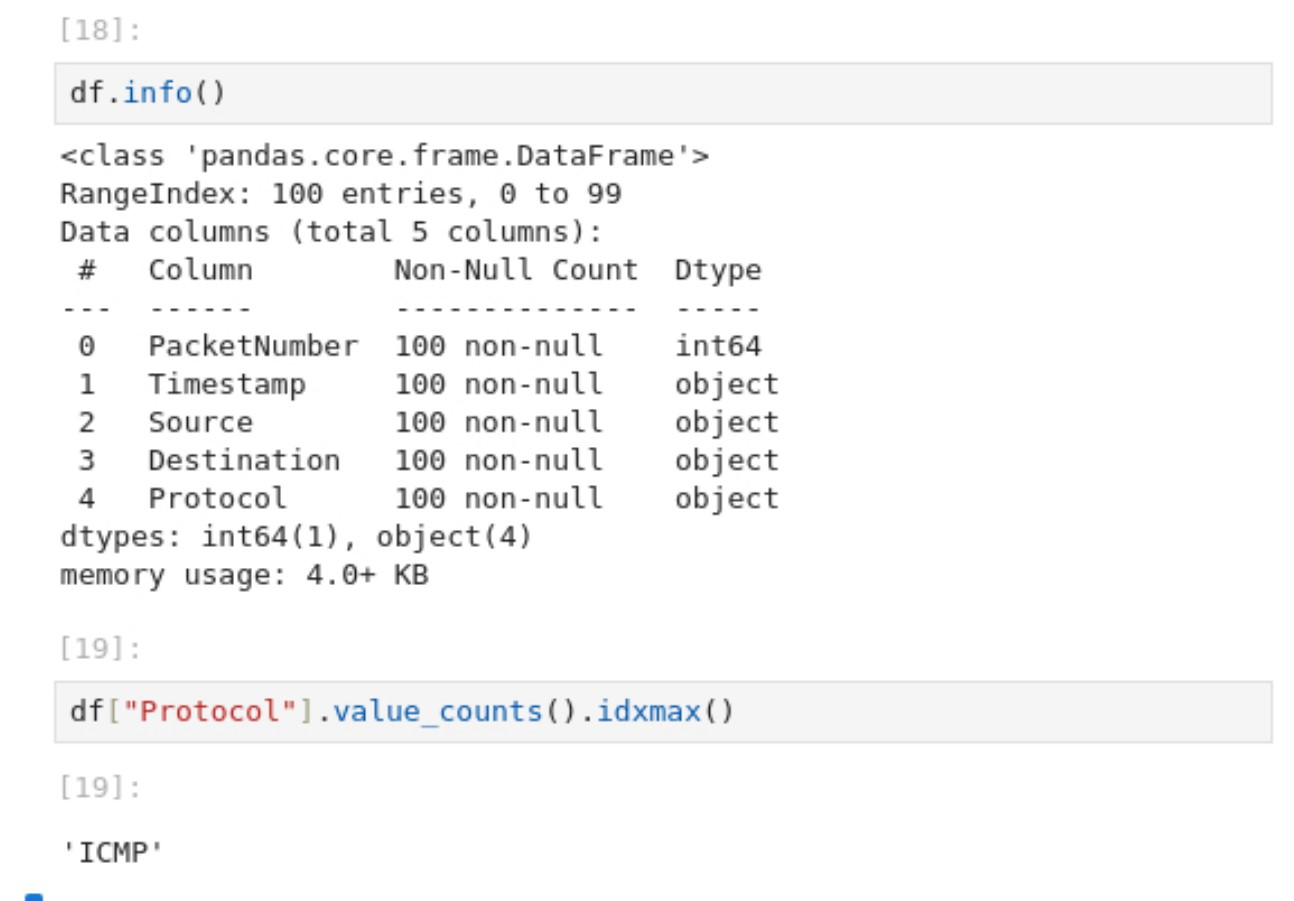 [18]:
df.info()
<class 'pandas.core.frame.DataFrame'>
RangeIndex: 100 entries, 0 to 99
Data columns (total 5 columns):
 #   Column        Non-Null Count  Dtype
---  ------        --------------  -----
 0   PacketNumber  100 non-null    int64
 1   Timestamp     100 non-null    object
 2   Source        100 non-null    object
 3   Destination   100 non-null    object
 4   Protocol      100 non-null    object
dtypes: int64(1), object(4)
memory usage: 4.0+ KB
[19]:
df["Protocol"].value_counts().idxmax()
[19]:
'ICMP'